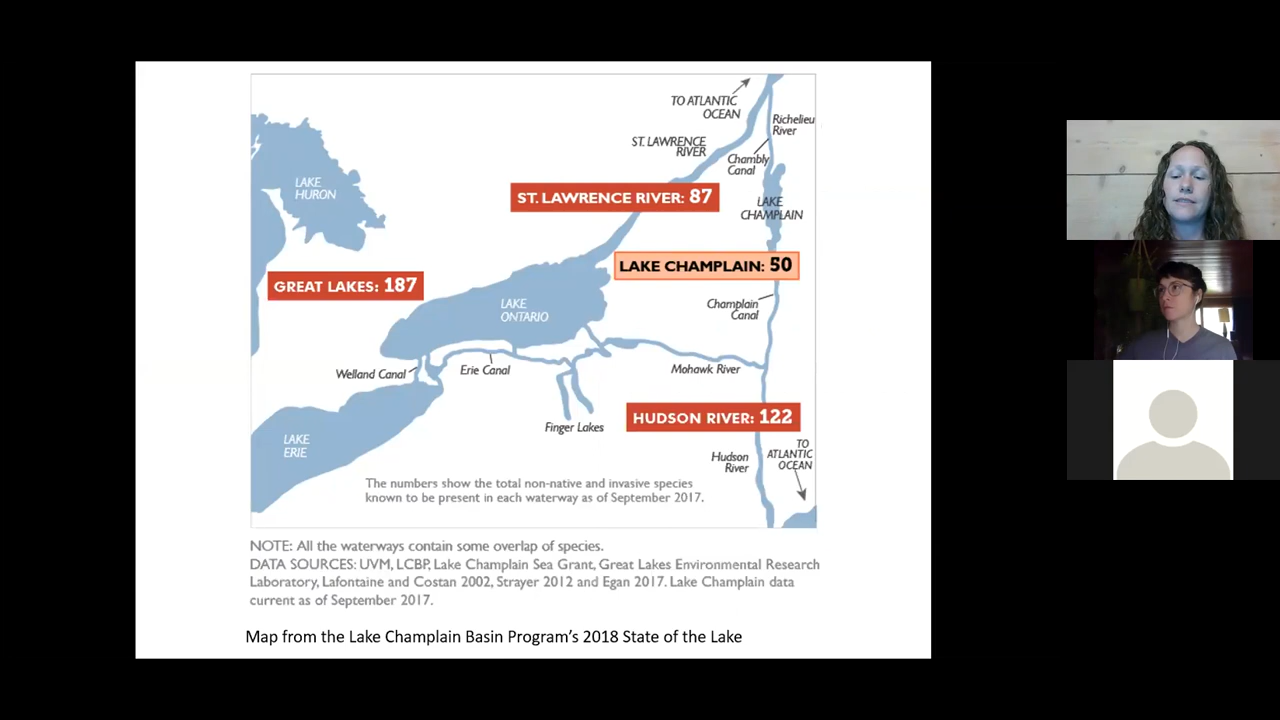 TO ATLANTIC
OCEAN
Richelieu
River
ST. LAWRENCE
RIVER
Chambly
Canal
LAKE
HURON
ST. LAWRENCE RIVER: 87
LAKE
CHAMPLAIN
LAKE CHAMPLAIN: 50
GREAT LAKES: 187
LAKE
ONTARIO
Champlain
Canal
Welland Canal
Erie Canal
Mohawk River
HUDSON RIVER: 122
Finger Lakes
LAKE
ERIE
Hudson
River
TO
ATLANTIC
OCEAN
The numbers show the total non-native and invasive species
known to be present in each waterway as of September 2017.
NOTE: All the waterways contain some overlap of species.
DATA SOURCES: UVM, LCBP, Lake Champlain Sea Grant, Great Lakes Environmental Research
Laboratory, Lafontaine and Costan 2002, Strayer 2012 and Egan 2017. Lake Champlain data
current as of September 2017.
Map from the Lake Champlain Basin Program's 2018 State of the Lake